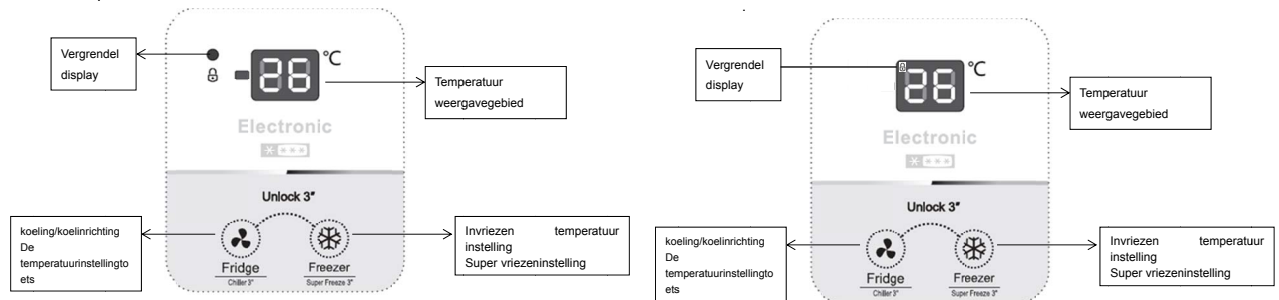 Vergrendel
display
26
°C
Temperatuur
weergavegebied
Electronic
Unlock 3"
koeling/koelinrichting
De
temperatuurinstellingto
ets
Fridge
Chiller 3"
Freezer
Super Freeze 3"
Invriezen temperatuur
instelling
Super vriezeninstelling
Vergrendel
display
26
°C
Temperatuur
weergavegebied
Electronic
Unlock 3"
koeling/koelinrichting
De
temperatuurinstellingto
ets
Fridge
Chiller 3"
Freezer
Super Freeze 3"
Invriezen temperatuur
instelling
Super vriezeninstelling